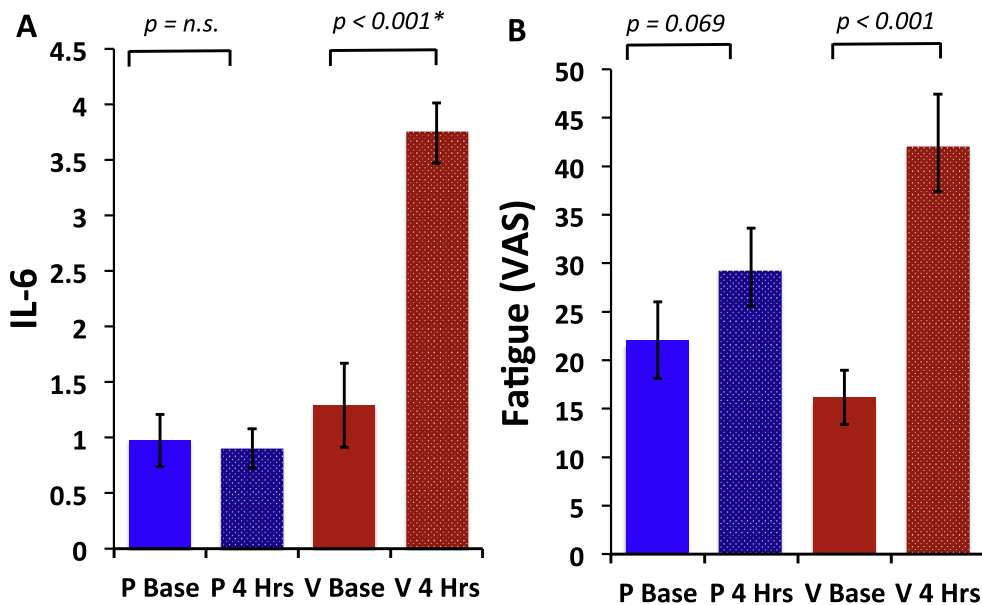 A
p = n.s.
p < 0.001*
IL-6
4.5
4
3.5
3
2.5
2
1.5
1
0.5
0
P Base
P 4 Hrs
V Base
V 4 Hrs
B
p = 0.069
p < 0.001
Fatigue (VAS)
50
45
40
35
30
25
20
15
10
5
0
P Base
P 4 Hrs
V Base
V 4 Hrs